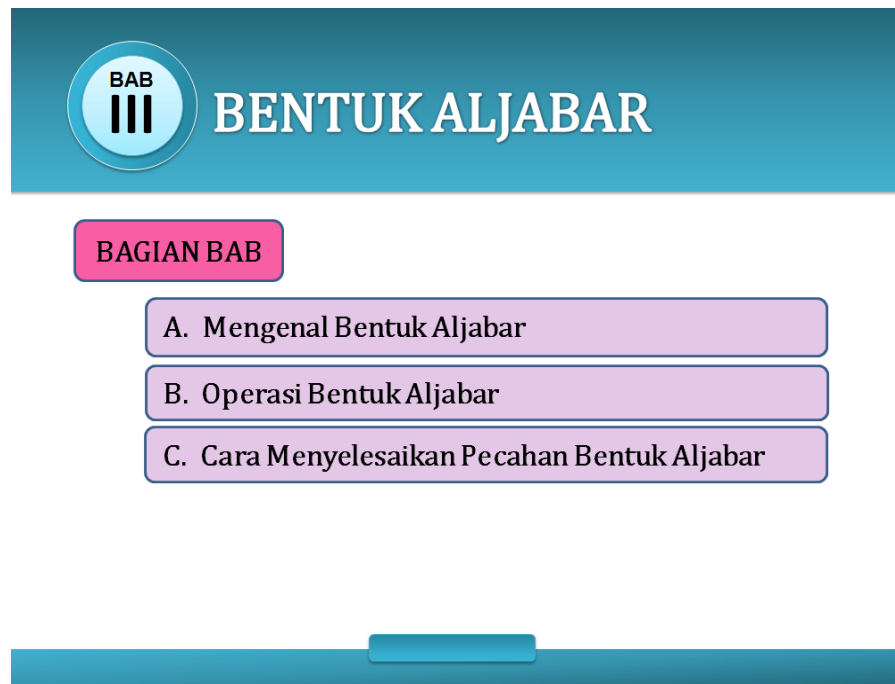 BAB
III
BENTUK ALJABAR
BAGIAN BAB
A. Mengenal Bentuk Aljabar
B. Operasi Bentuk Aljabar
C. Cara Menyelesaikan Pecahan Bentuk Aljabar